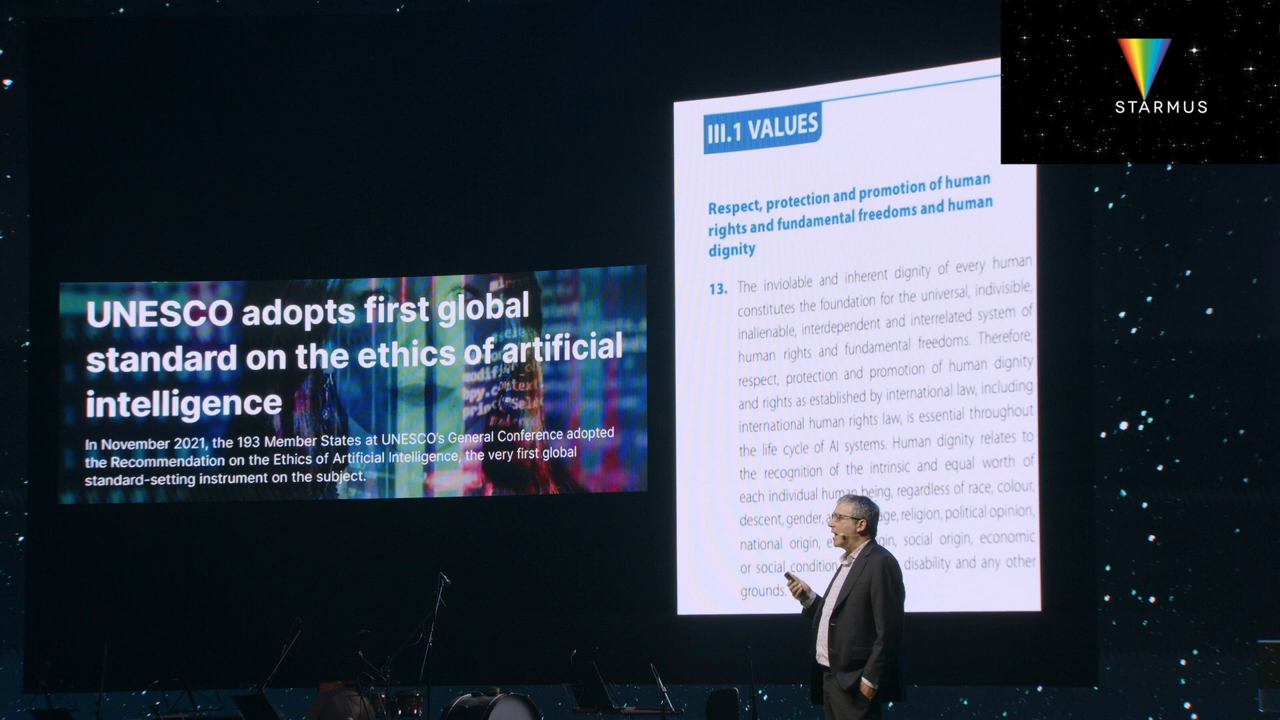 STARMUS
III.1 VALUES
Respect, protection and promotion of human
rights and fundamental freedoms and human
dignity
13. The inviolable and inherent dignity of every human
constitutes the foundation for the universal, indivisible,
inalienable, interdependent and interrelated system of
human rights and fundamental freedoms. Therefore,
respect, protection and promotion of human dignity
and rights as established by international law, including
international human rights law, is essential throughout
the life cycle of AI systems. Human dignity relates to
the recognition of the intrinsic and equal worth of
each individual human being, regardless of race, colour,
descent, gender, religion, political opinion,
national origin, social origin, economic
or social condition disability and any other
grounds.
UNESCO adopts first global
standard on the ethics of artificial
intelligence
In November 2021, the 193 Member States at UNESCO's General Conference adopted
the Recommendation on the Ethics of Artificial Intelligence, the very first global
standard-setting instrument on the subject.